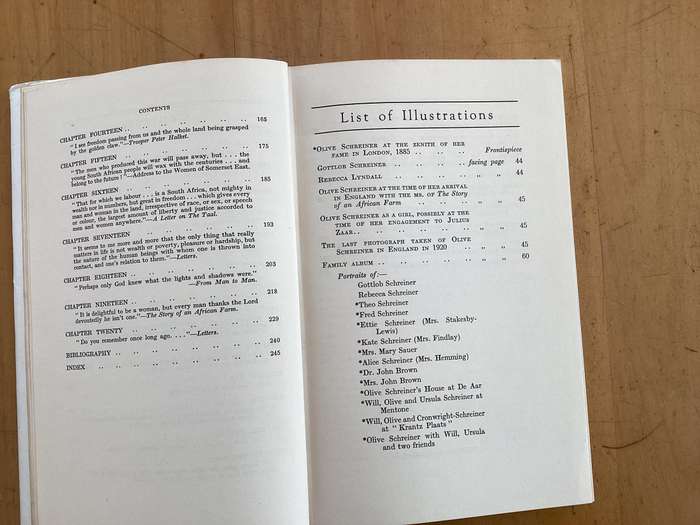 CONTENTS
CHAPTER FOURTEEN .. .. .. .. .. .. .. 165
"I see freedom passing from us and the whole land being grasped
by the golden claw."—Trooper Peter Halket.
CHAPTER FIFTEEN .. .. .. .. .. .. .. 175
"The men who produced this war will pass away, but . . . the
young South African people will wax with the centuries . . . and
belong to the future!"—Address to the Women of Somerset East.
CHAPTER SIXTEEN .. .. .. .. .. .. .. 185
"That for which we labour . . is a South Africa, not mighty in
wealth nor in numbers, but great in freedom . . . which gives every
man and woman in the land, irrespective of race, or sex, or speech
or colour, the largest amount of liberty and justice accorded to
men and women anywhere."—A Letter on The Taal.
CHAPTER SEVENTEEN .. .. .. .. .. .. .. 193
"It seems to me more and more that the only thing that really
matters in life is not wealth or poverty, pleasure or hardship, but
the nature of the human beings with whom one is thrown into
contact, and one's relation to them."—Letters.
CHAPTER EIGHTEEN .. .. .. .. .. .. .. 203
"Perhaps only God knew what the lights and shadows were."
—From Man to Man.
CHAPTER NINETEEN .. .. .. .. .. .. .. 218
"It is delightful to be a woman, but every man thanks the Lord
devoutedly he isn't one."—The Story of an African Farm.
CHAPTER TWENTY .. .. .. .. .. .. .. 229
"Do you remember once long ago. . . ."—Letters.
BIBLIOGRAPHY .. .. .. .. .. .. .. 240
INDEX .. .. .. .. .. .. .. 245
List of Illustrations
*OLIVE SCHREINER AT THE ZENITH OF HER
FAME IN LONDON, 1885 .. .. .. Frontispiece
GOTTLOB SCHREINER .. .. .. facing page 44
REBECCA LYNDALL .. .. .. .. ,, ,, 44
OLIVE SCHREINER AT THE TIME OF HER ARRIVAL
IN ENGLAND WITH THE MS. OF The Story
of an African Farm .. .. .. ,, ,, 45
OLIVE SCHREINER AS A GIRL, POSSIBLY AT THE
TIME OF HER ENGAGEMENT TO JULIUS
ZAAR .. .. .. .. .. ,, ,, 45
THE LAST PHOTOGRAPH TAKEN OF OLIVE
SCHREINER IN ENGLAND IN 1920 .. ,, ,, 45
FAMILY ALBUM .. .. .. .. ,, ,, 60
Portraits of:—
Gottlob Schreiner
Rebecca Schreiner
*Theo Schreiner
*Fred Schreiner
*Ettie Schreiner (Mrs. Stakesby-
Lewis)
*Kate Schreiner (Mrs. Findlay)
*Mrs. Mary Sauer
*Alice Schreiner (Mrs. Hemming)
*Dr. John Brown
*Mrs. John Brown
*Olive Schreiner's House at De Aar
*Will, Olive and Ursula Schreiner at
Mentone
*Will, Olive and Cronwright-Schreiner
at "Krantz Plaats"
*Olive Schreiner with Will, Ursula
and two friends